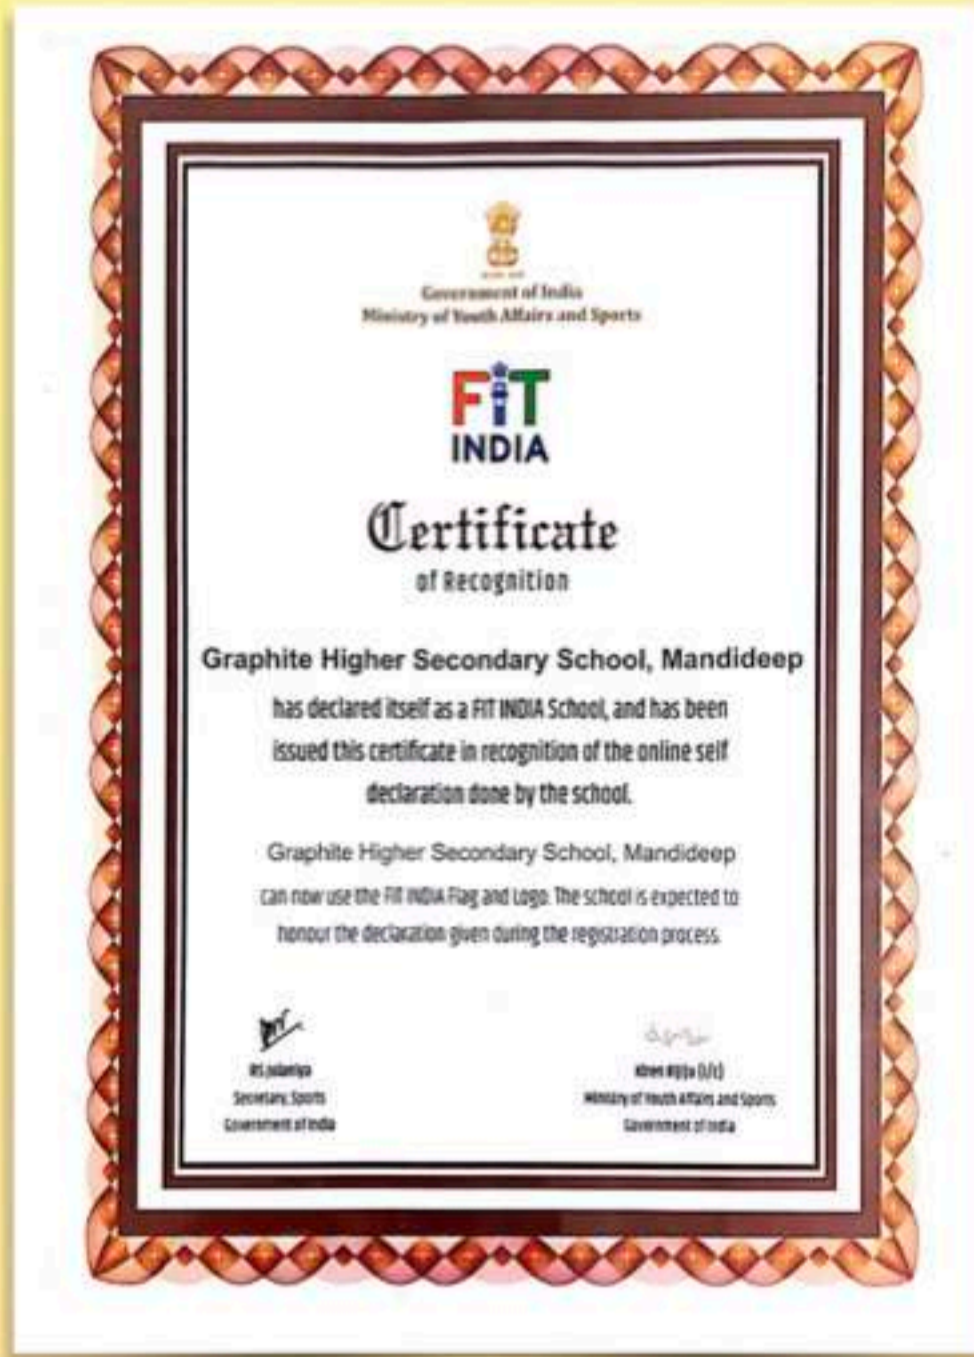 Government of India
Ministry of Youth Affairs and Sports
FiT
INDIA
Certificate
of Recognition
Graphite Higher Secondary School, Mandideep
has declared itself as a FIT INDIA School, and has been
issued this certificate in recognition of the online self
declaration done by the school.
Graphite Higher Secondary School, Mandideep
can now use the FIT INDIA Flag and Logo. The school is expected to
honour the declaration given during the registration process.
RS Julaniya
Secretary, Sports
Government of India
Kiren Rijiju (I/C)
Ministry of Youth Affairs and Sports
Government of India